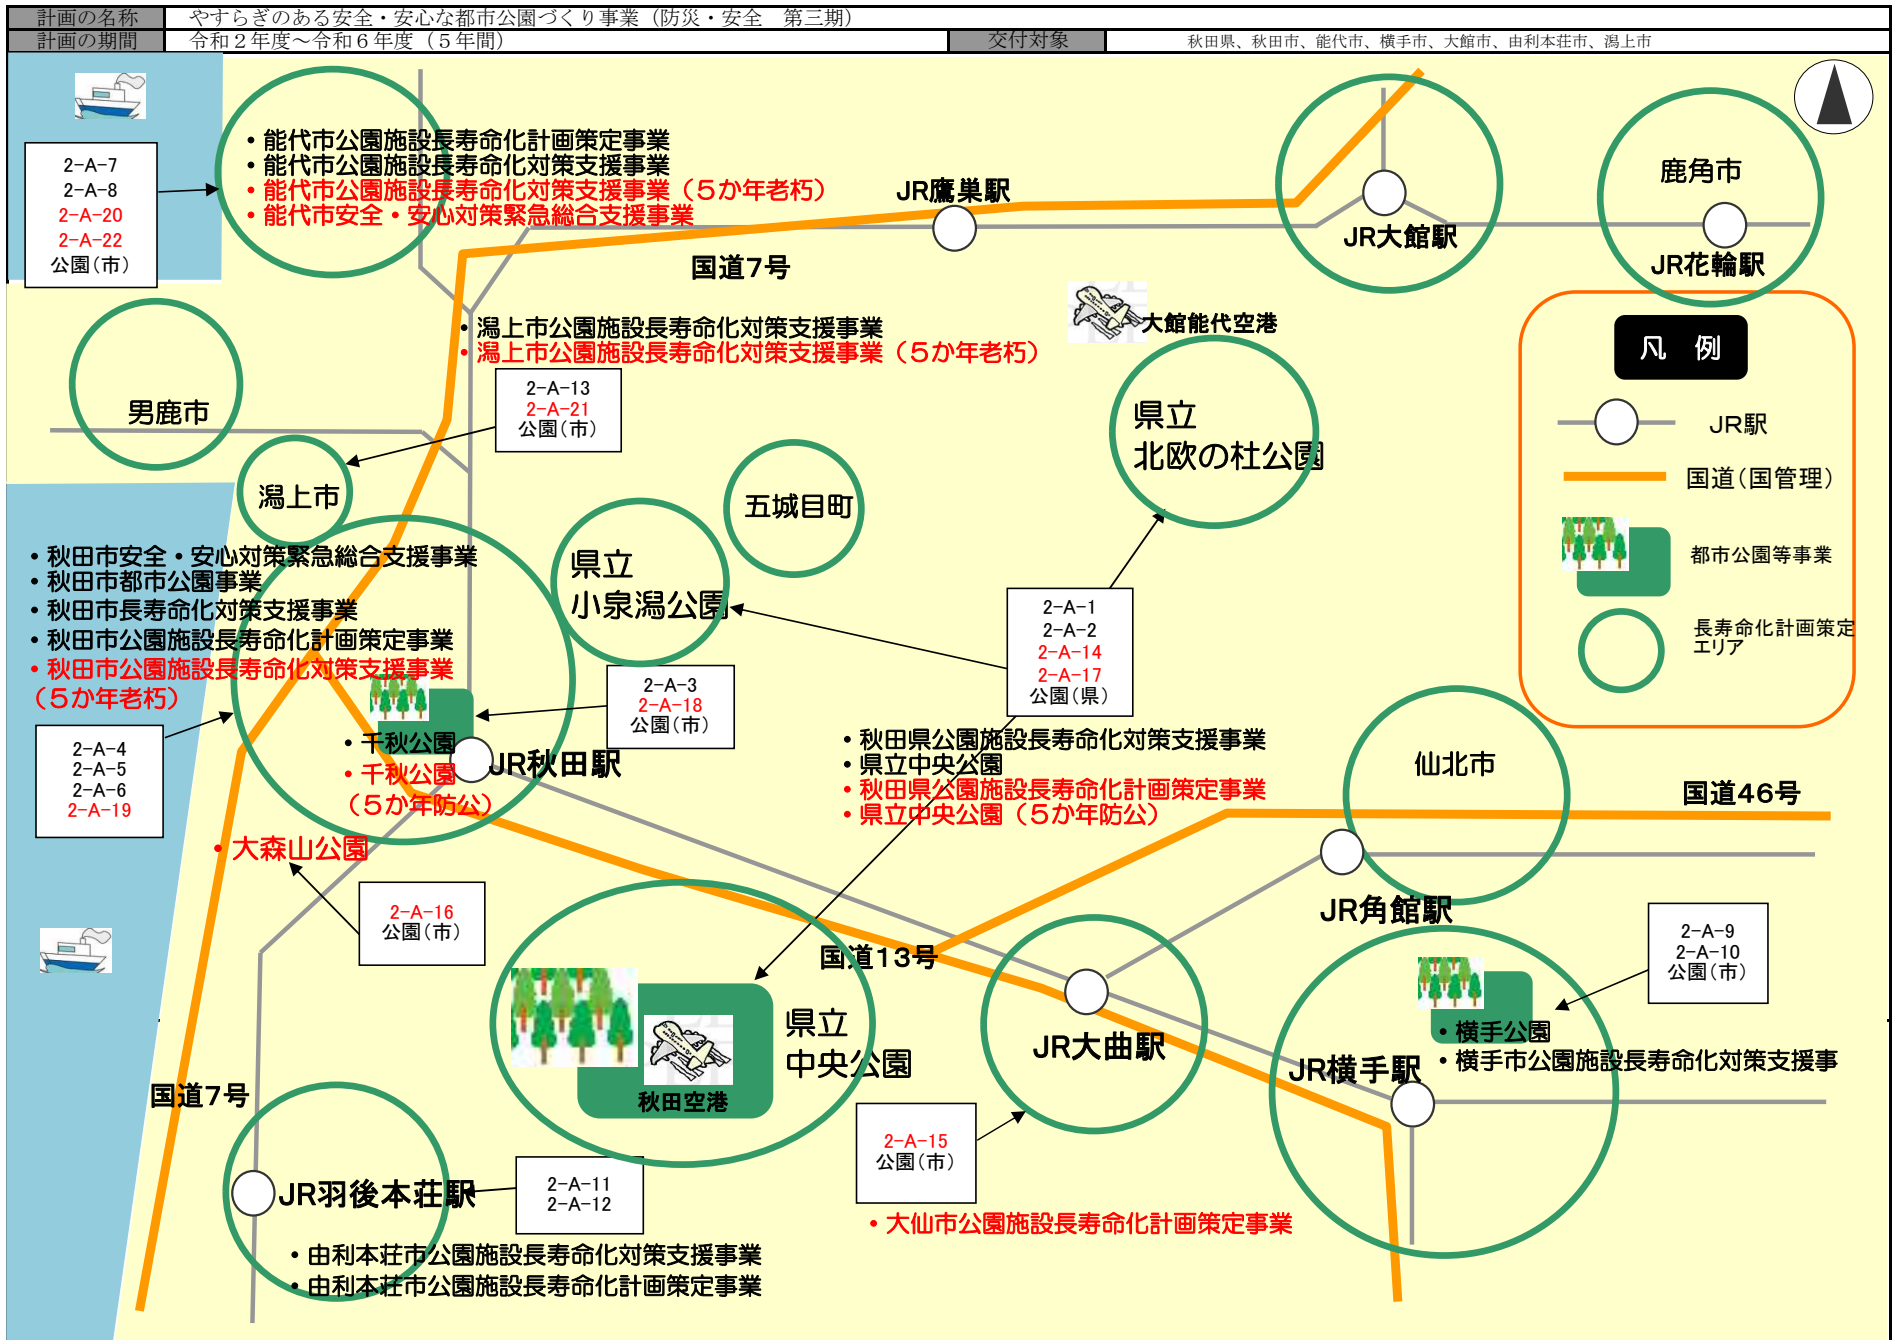 計画の名称　やすらぎのある安全・安心な都市公園づくり事業（防災・安全　第三期）
計画の期間　令和２年度～令和６年度（５年間）　交付対象　秋田県、秋田市、能代市、横手市、大館市、由利本荘市、潟上市
2-A-7
2-A-8
2-A-20
2-A-22
公園（市）
・能代市公園施設長寿命化計画策定事業
・能代市公園施設長寿命化対策支援事業
・能代市公園施設長寿命化対策支援事業（５か年老朽）
・能代市安全・安心対策緊急総合支援事業
JR鷹巣駅
国道7号
JR大館駅
鹿角市
JR花輪駅
大館能代空港
・潟上市公園施設長寿命化対策支援事業
・潟上市公園施設長寿命化対策支援事業（５か年老朽）
2-A-13
2-A-21
公園（市）
男鹿市
潟上市
五城目町
県立
北欧の杜公園
県立
小泉潟公園
凡　例
JR駅
国道（国管理）
都市公園等事業
長寿命化計画策定
エリア
・秋田市安全・安心対策緊急総合支援事業
・秋田市都市公園事業
・秋田市長寿命化対策支援事業
・秋田市公園施設長寿命化計画策定事業
・秋田市公園施設長寿命化対策支援事業
（５か年老朽）
2-A-1
2-A-2
2-A-14
2-A-17
公園（県）
2-A-3
2-A-18
公園（市）
2-A-4
2-A-5
2-A-6
2-A-19
・千秋公園
・千秋公園
（５か年防公）
JR秋田駅
・秋田県公園施設長寿命化対策支援事業
・県立中央公園
・秋田県公園施設長寿命化計画策定事業
・県立中央公園（５か年防公）
仙北市
国道46号
・大森山公園
2-A-16
公園（市）
JR角館駅
国道13号
2-A-9
2-A-10
公園（市）
県立
中央公園
秋田空港
JR大曲駅
・横手公園
・横手市公園施設長寿命化対策支援事
JR横手駅
国道7号
2-A-15
公園（市）
・大仙市公園施設長寿命化計画策定事業
JR羽後本荘駅
2-A-11
2-A-12
・由利本荘市公園施設長寿命化対策支援事業
・由利本荘市公園施設長寿命化計画策定事業